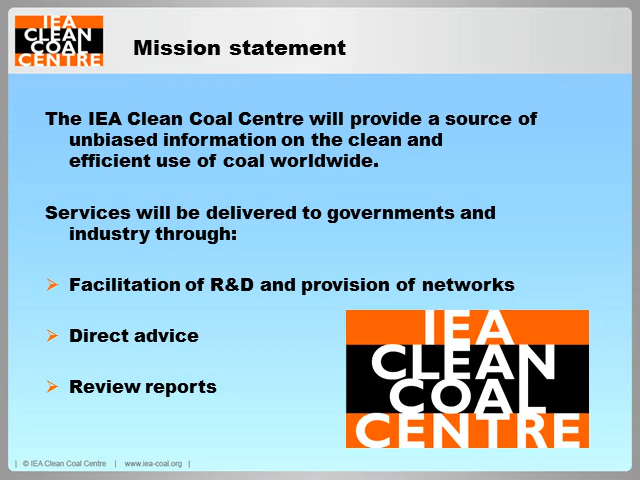 IEA
CLEAN
COAL
CENTRE
Mission statement
The IEA Clean Coal Centre will provide a source of
unbiased information on the clean and
efficient use of coal worldwide.
Services will be delivered to governments and
industry through:
Facilitation of R&D and provision of networks
Direct advice
Review reports
IEA
CLEAN
COAL
CENTRE
| © IEA Clean Coal Centre | www.iea-coal.org |